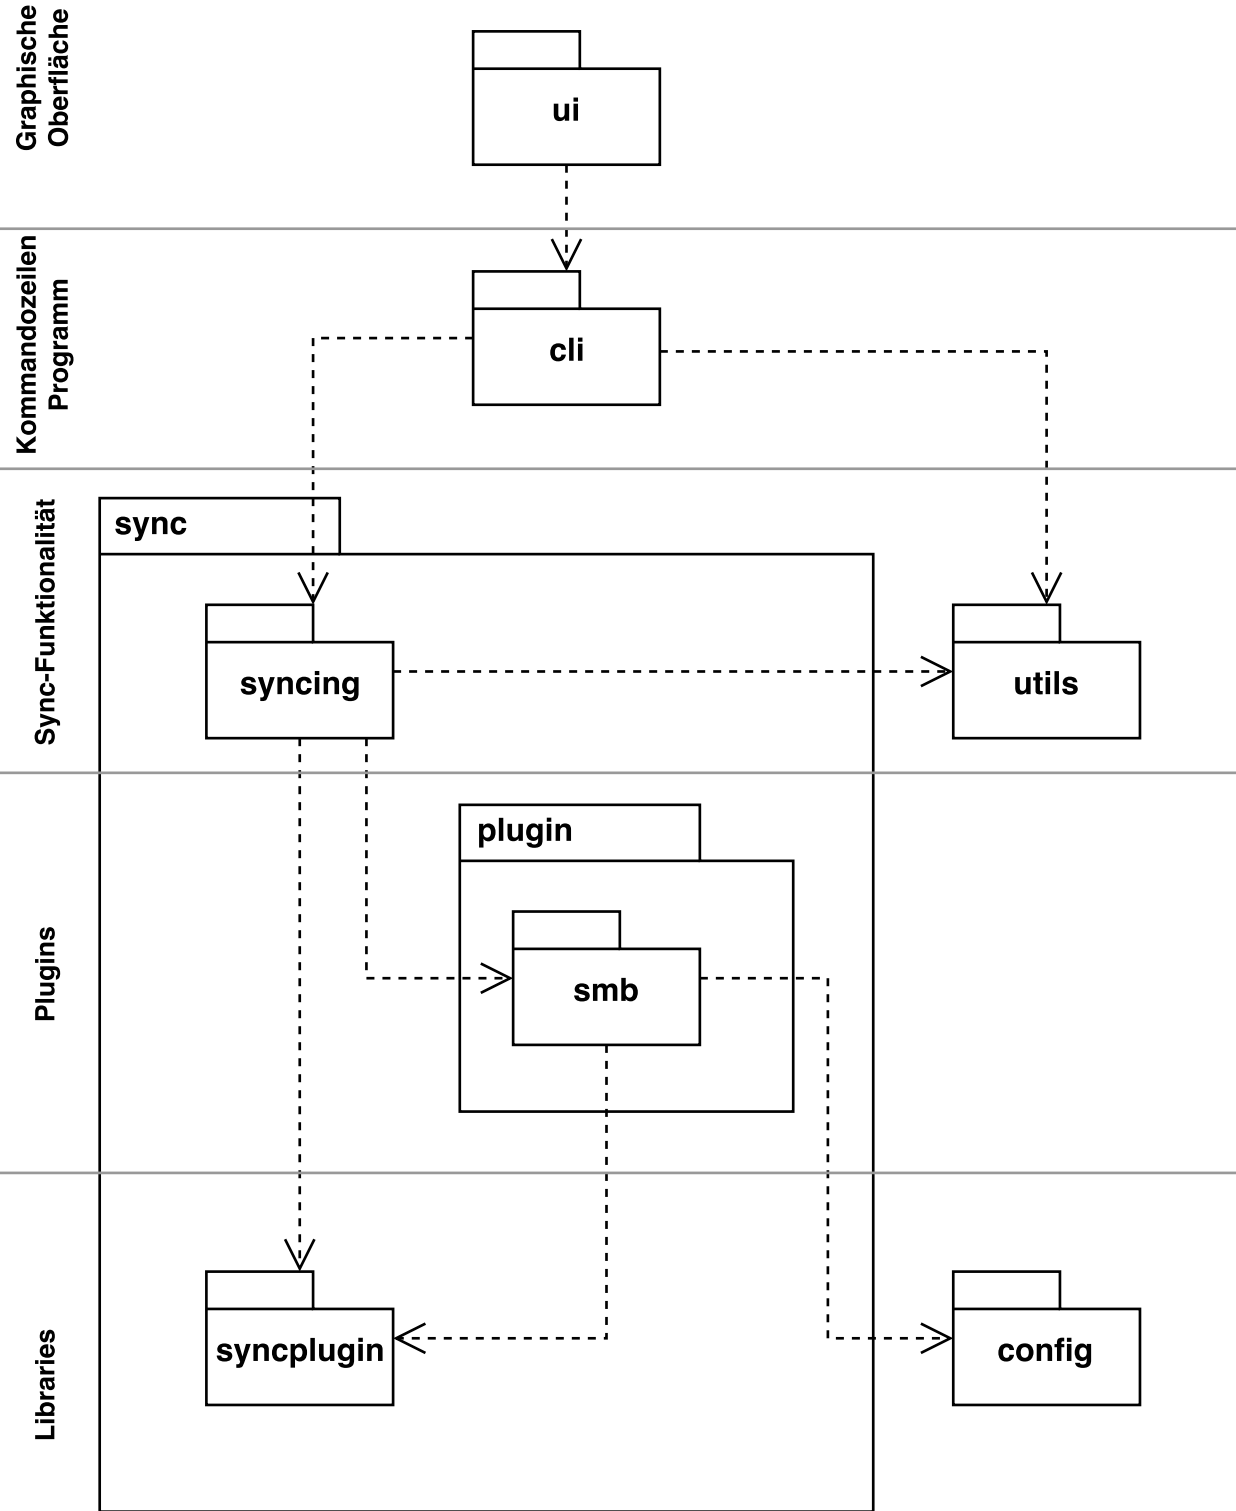 Graphische
Oberfläche
ui
Kommandozeilen
Programm
cli
Sync-Funktionalität
sync
syncing
utils
Plugins
plugin
smb
Libraries
syncplugin
config